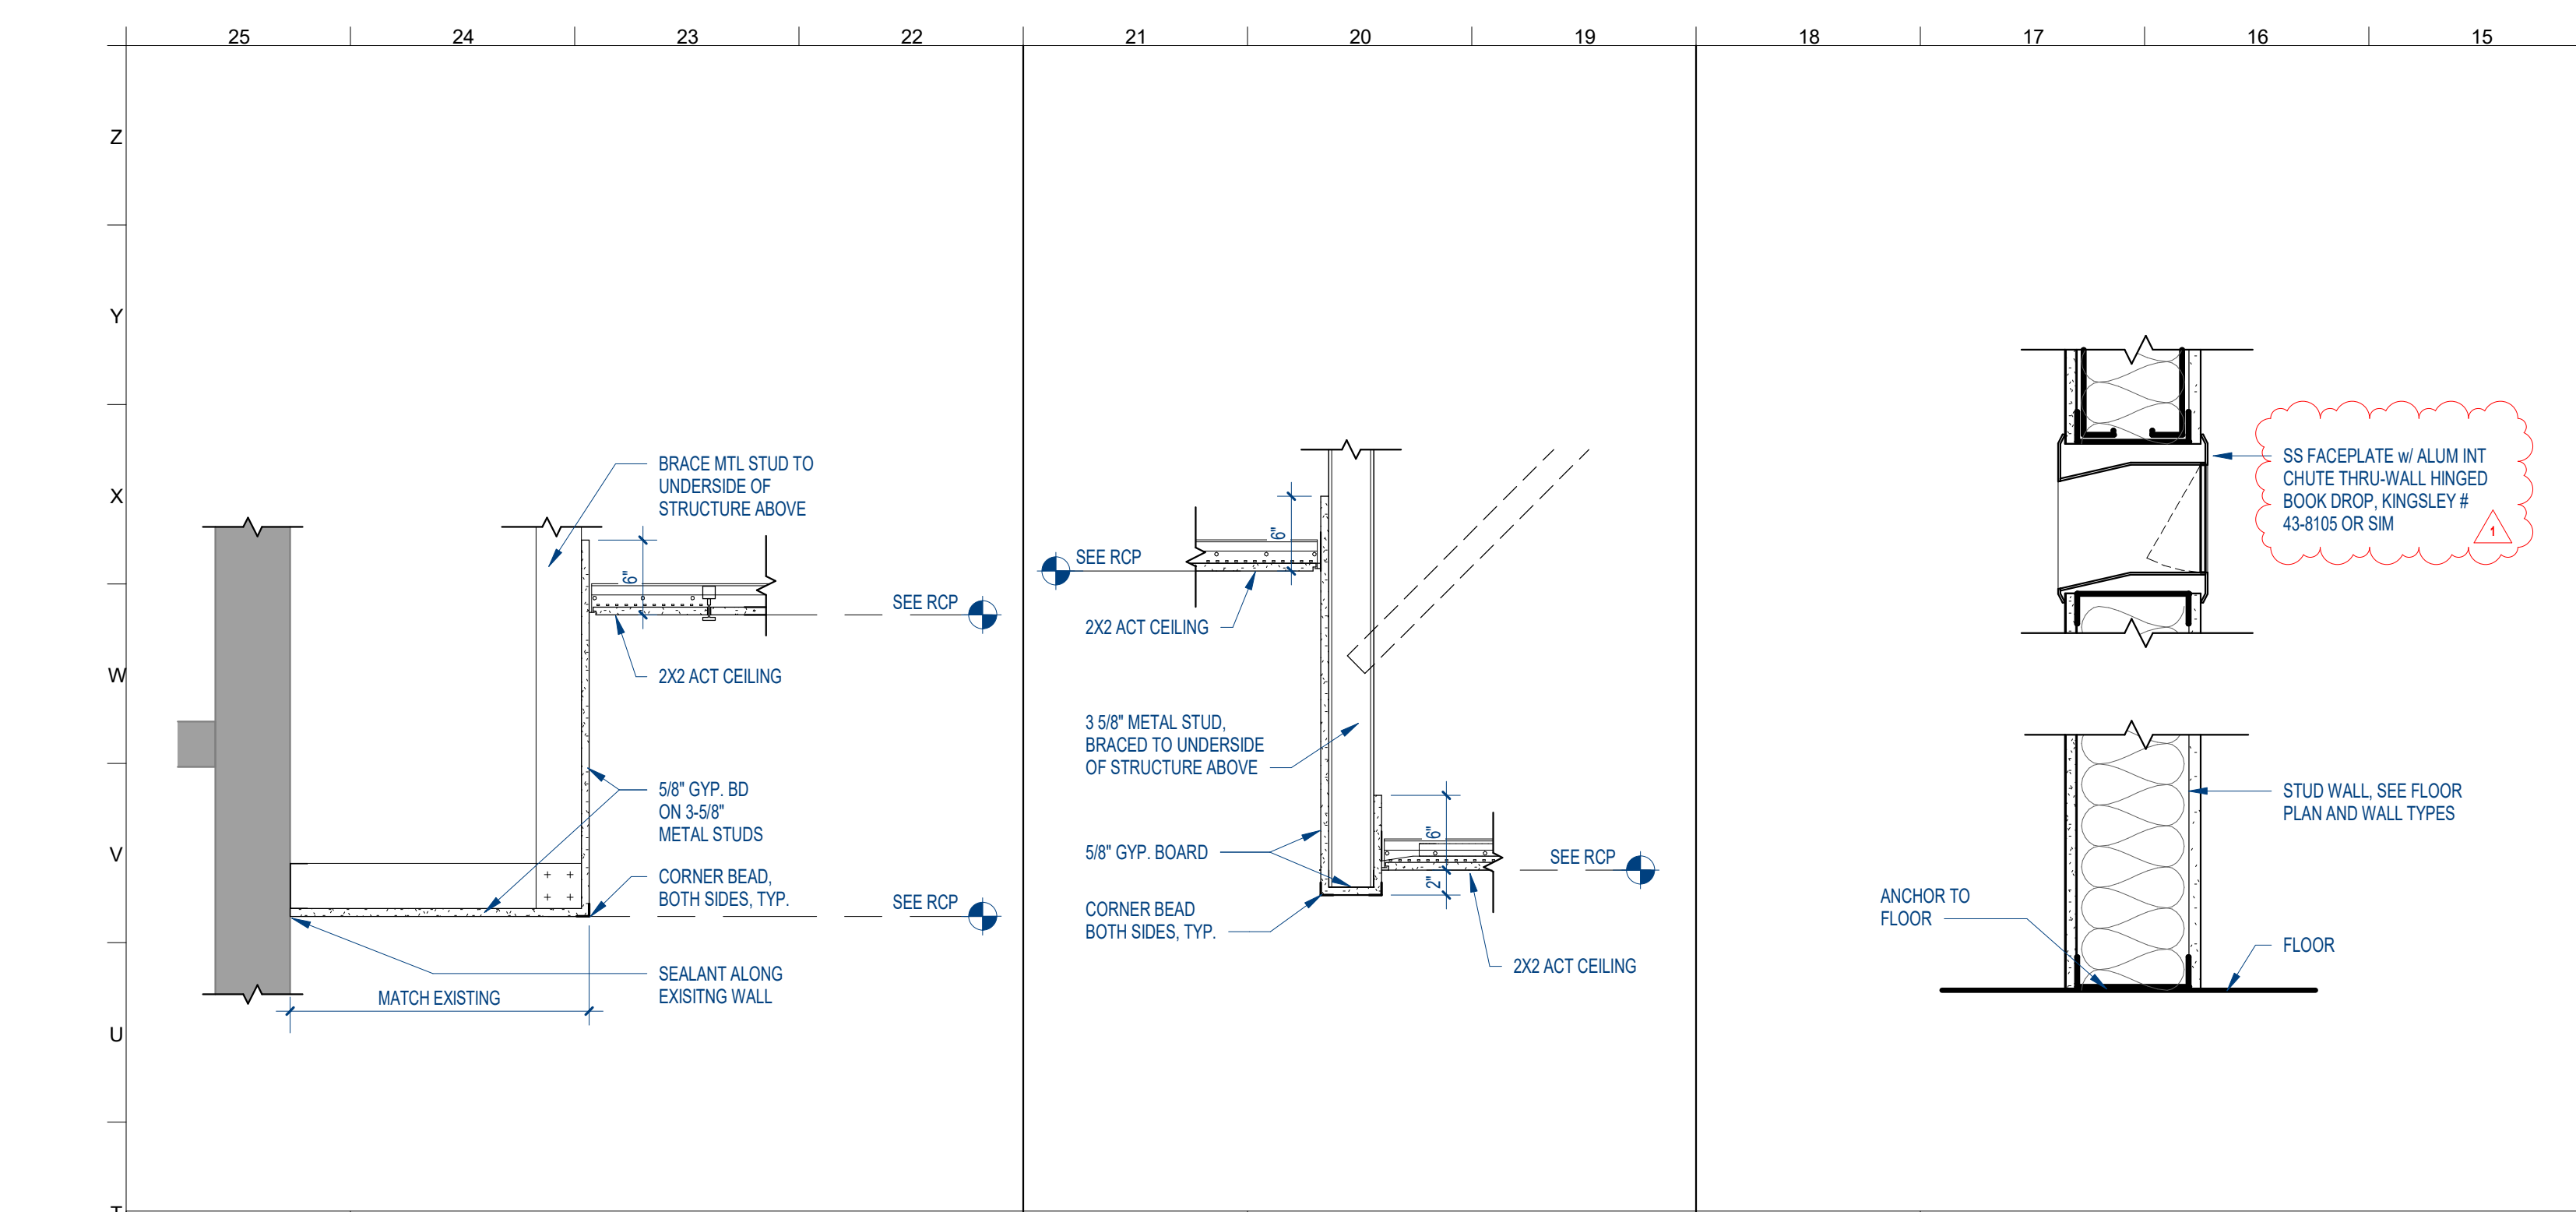 25 24 23 22 21 20 19 18 17 16 15
Z
Y
X
W
V
U
T
BRACE MTL STUD TO
UNDERSIDE OF
STRUCTURE ABOVE
6"
SEE RCP
2X2 ACT CEILING
5/8" GYP. BD
ON 3-5/8"
METAL STUDS
CORNER BEAD,
BOTH SIDES, TYP.
SEE RCP
SEALANT ALONG
EXISITNG WALL
MATCH EXISTING
6"
SEE RCP
2X2 ACT CEILING
3 5/8" METAL STUD,
BRACED TO UNDERSIDE
OF STRUCTURE ABOVE
5/8" GYP. BOARD
6"
2"
SEE RCP
CORNER BEAD
BOTH SIDES, TYP.
2X2 ACT CEILING
SS FACEPLATE w/ ALUM INT
CHUTE THRU-WALL HINGED
BOOK DROP, KINGSLEY #
43-8105 OR SIM
1
STUD WALL, SEE FLOOR
PLAN AND WALL TYPES
ANCHOR TO
FLOOR
FLOOR